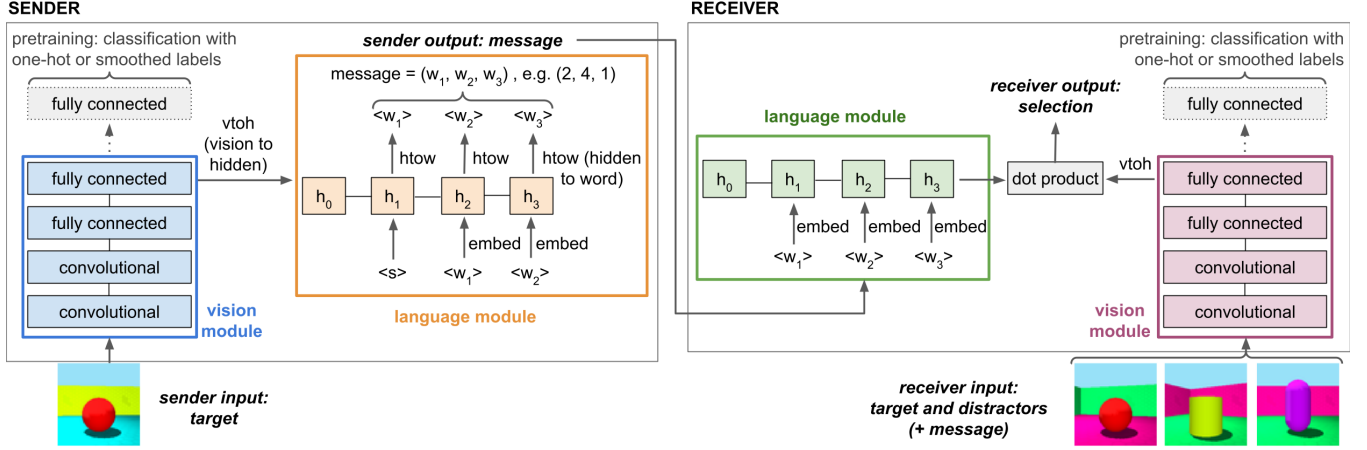 SENDER
pretraining: classification with
one-hot or smoothed labels
fully connected
fully connected
fully connected
convolutional
convolutional
vision
module
vtoh
(vision to
hidden)
sender output: message
message = (w1, w2, w3) , e.g. (2, 4, 1)
<w1> <w2> <w3>
htow htow htow (hidden
to word)
h0 h1 h2 h3
embed embed
<s> <w1> <w2>
language module
sender input:
target
RECEIVER
language module
h0 h1 h2 h3
embed embed embed
<w1> <w2> <w3>
receiver output:
selection
dot product
vtoh
pretraining: classification with
one-hot or smoothed labels
fully connected
fully connected
fully connected
convolutional
convolutional
vision
module
receiver input:
target and distractors
(+ message)